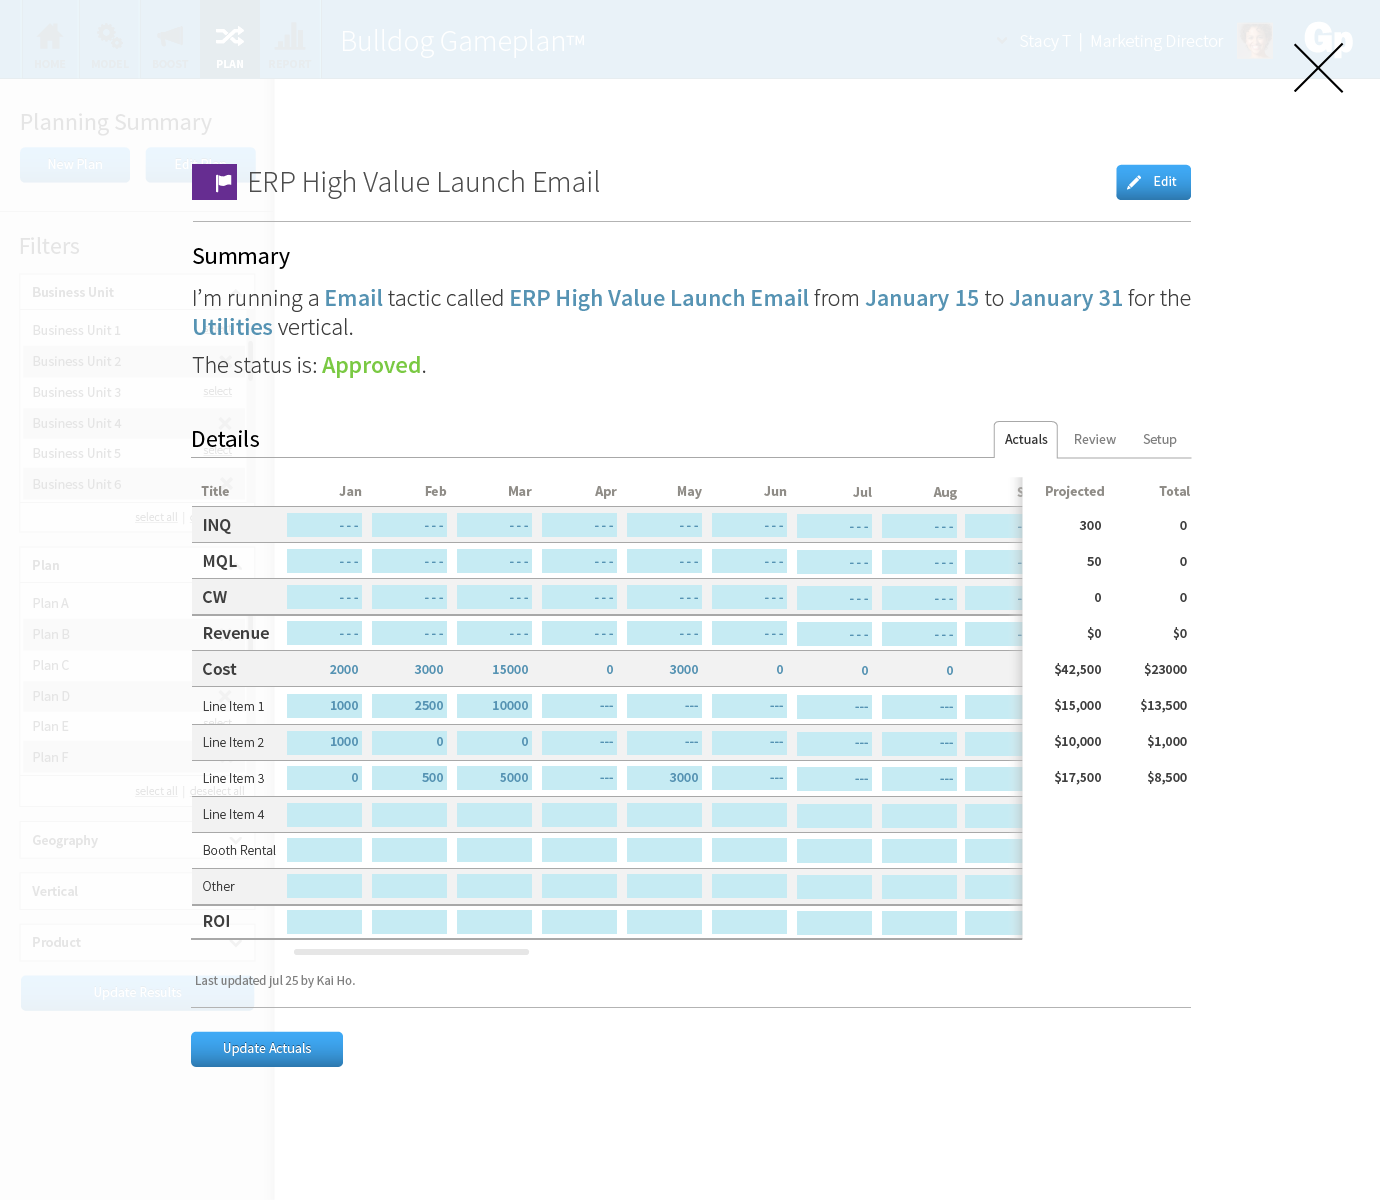 HOME MODEL BOOST PLAN REPORT
Bulldog Gameplan™
Stacy T | Marketing Director
Gp
Planning Summary
New Plan
Filters
Business Unit
Business Unit 1
Business Unit 2
Business Unit 3 select
Business Unit 4
Business Unit 5 select
Business Unit 6
select all |
Plan
Plan A
Plan B
Plan C
Plan D
Plan E select
Plan F
select all | deselect all
Geography
Vertical
Product
Update Results
ERP High Value Launch Email
Edit
Summary
I’m running a Email tactic called ERP High Value Launch Email from January 15 to January 31 for the
Utilities vertical.
The status is: Approved.
Details
Actuals Review Setup
Title Jan Feb Mar Apr May Jun Jul Aug S Projected Total
INQ --- --- --- --- --- --- --- --- - 300 0
MQL --- --- --- --- --- --- --- --- - 50 0
CW --- --- --- --- --- --- --- --- - 0 0
Revenue --- --- --- --- --- --- --- --- - $0 $0
Cost 2000 3000 15000 0 3000 0 0 0 $42,500 $23000
Line Item 1 1000 2500 10000 --- --- --- --- --- $15,000 $13,500
Line Item 2 1000 0 0 --- --- --- --- --- $10,000 $1,000
Line Item 3 0 500 5000 --- 3000 --- --- --- $17,500 $8,500
Line Item 4
Booth Rental
Other
ROI
Last updated jul 25 by Kai Ho.
Update Actuals